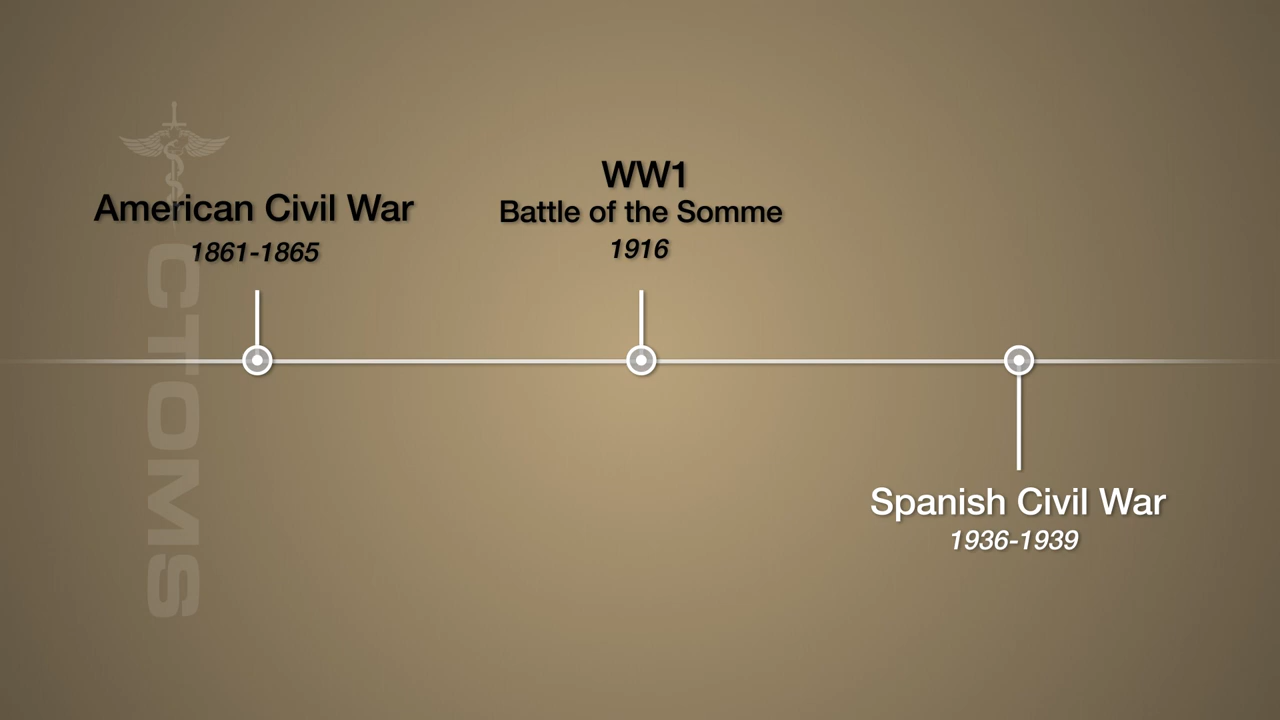 American Civil War
1861-1865
WW1
Battle of the Somme
1916
Spanish Civil War
1936-1939
CTOMS